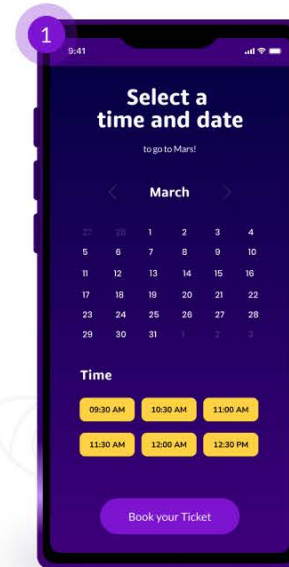 1
9:41
Select a
time and date
to go to Mars!
March
27 28 1 2 3 4
5 6 7 8 9 10
11 12 13 14 15 16
17 18 19 20 21 22
23 24 25 26 27 28
29 30 31 1 2 3
Time
09:30 AM 10:30 AM 11:00 AM
11:30 AM 12:00 AM 12:30 PM
Book your Ticket